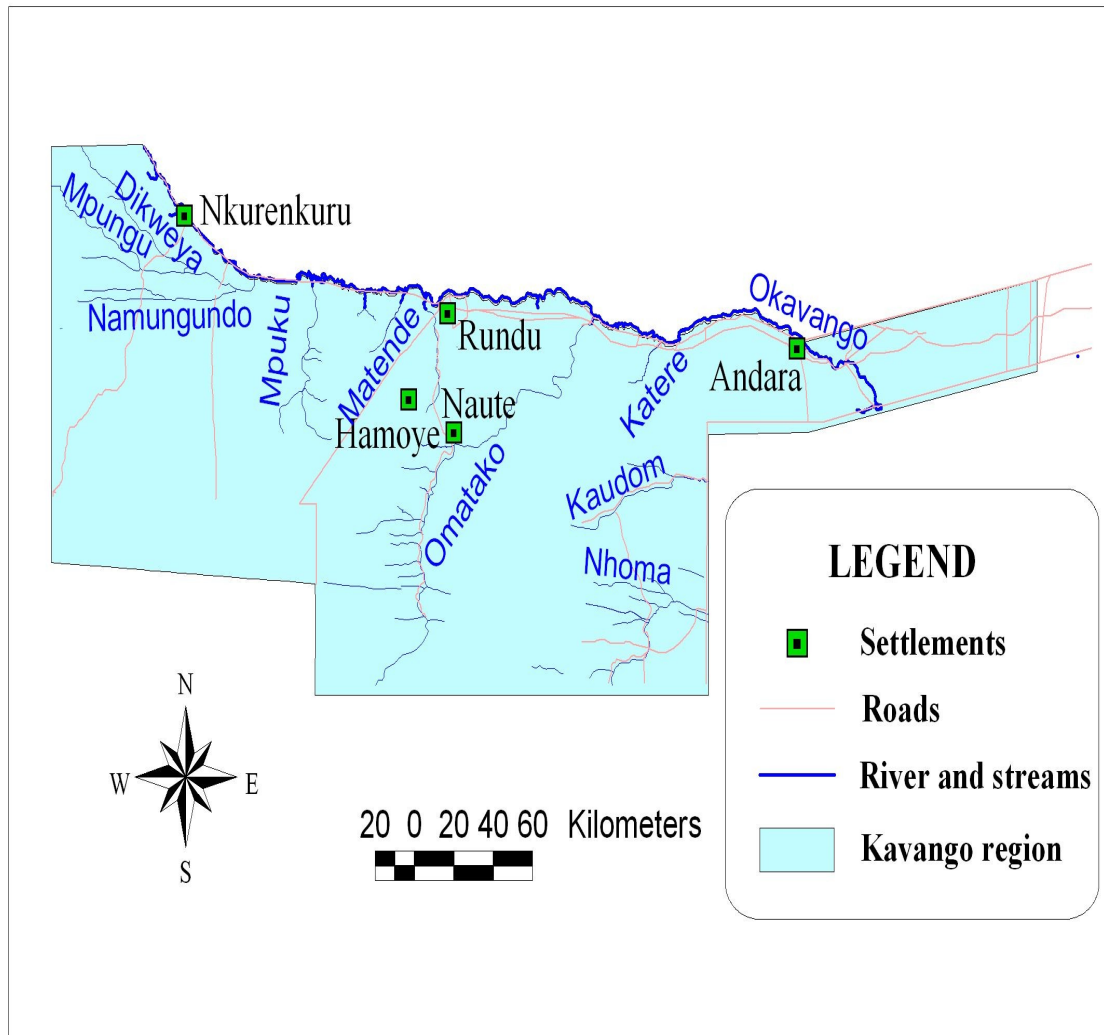 Nkurenkuru
Dikweya
Mpungu
Namungundo
Mpuku
Matende
Rundu
Okavango
Andara
Katere
Naute
Hamoye
Omatako
Kaudom
Nhoma
LEGEND
Settlements
Roads
River and streams
Kavango region
N
W
E
S
20 0 20 40 60 Kilometers